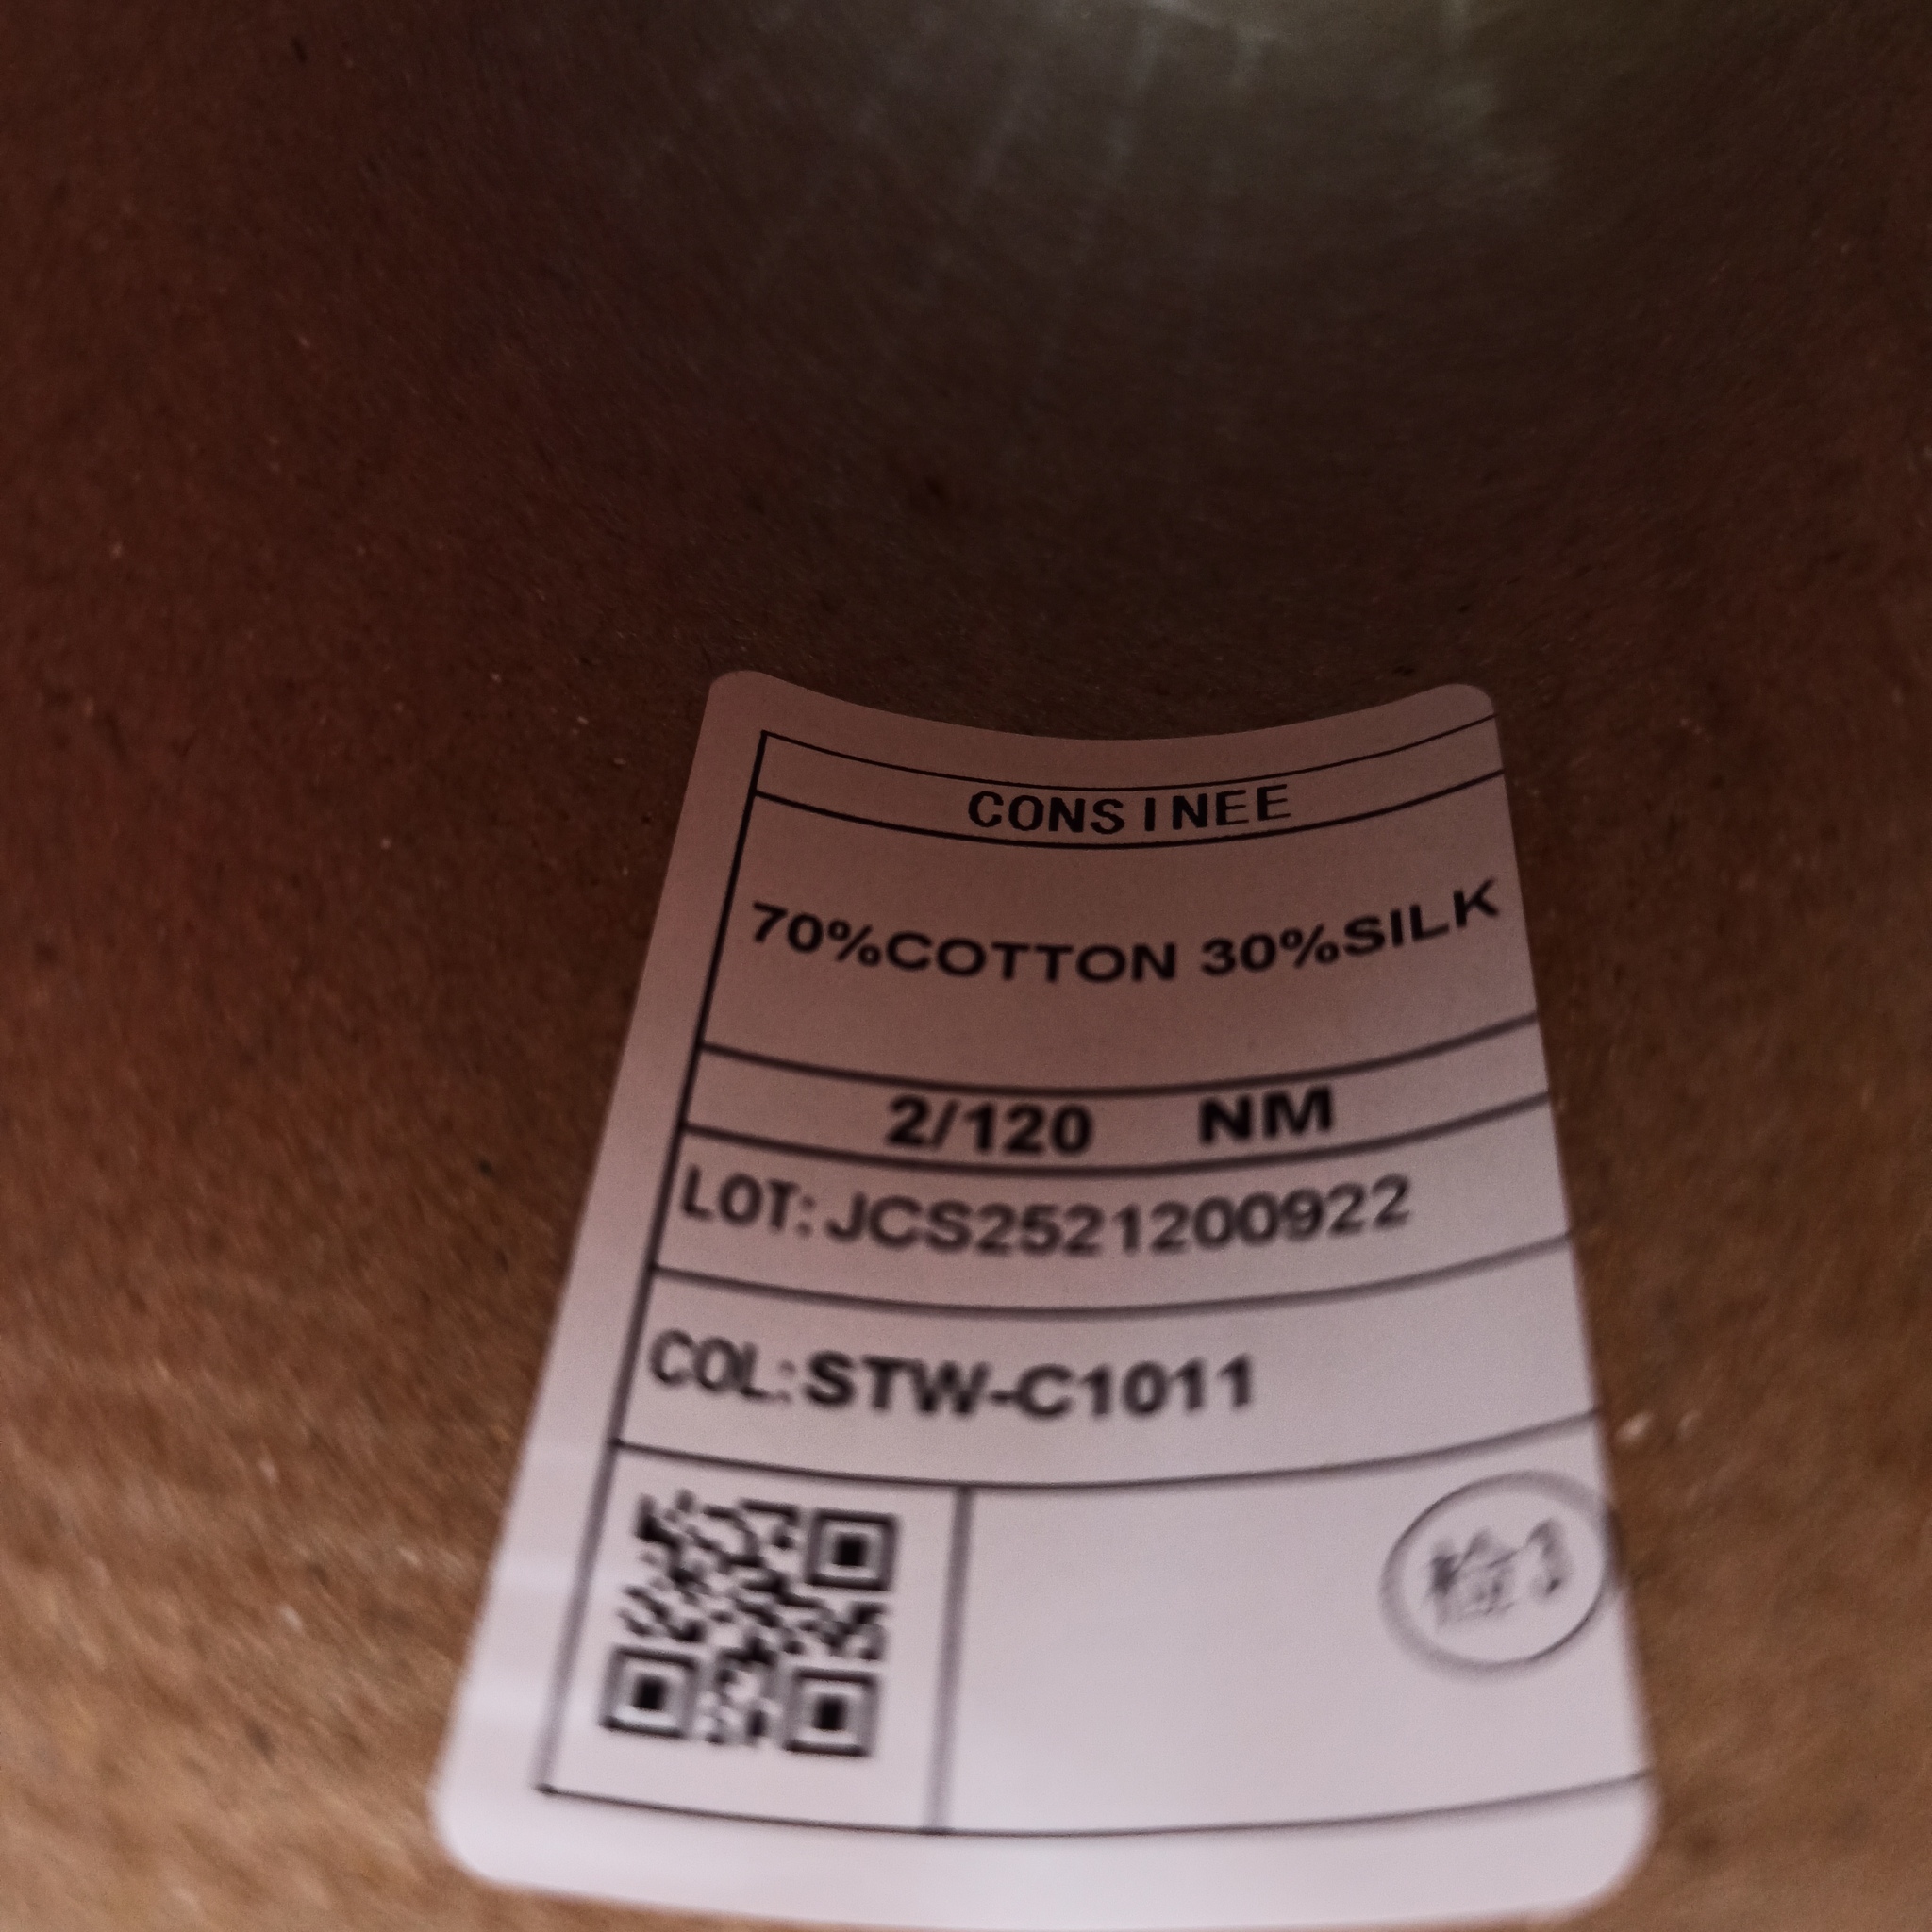 CONSINEE
70%COTTON 30%SILK
2/120 NM
LOT: JCS2521200922
COL: STW-C1011